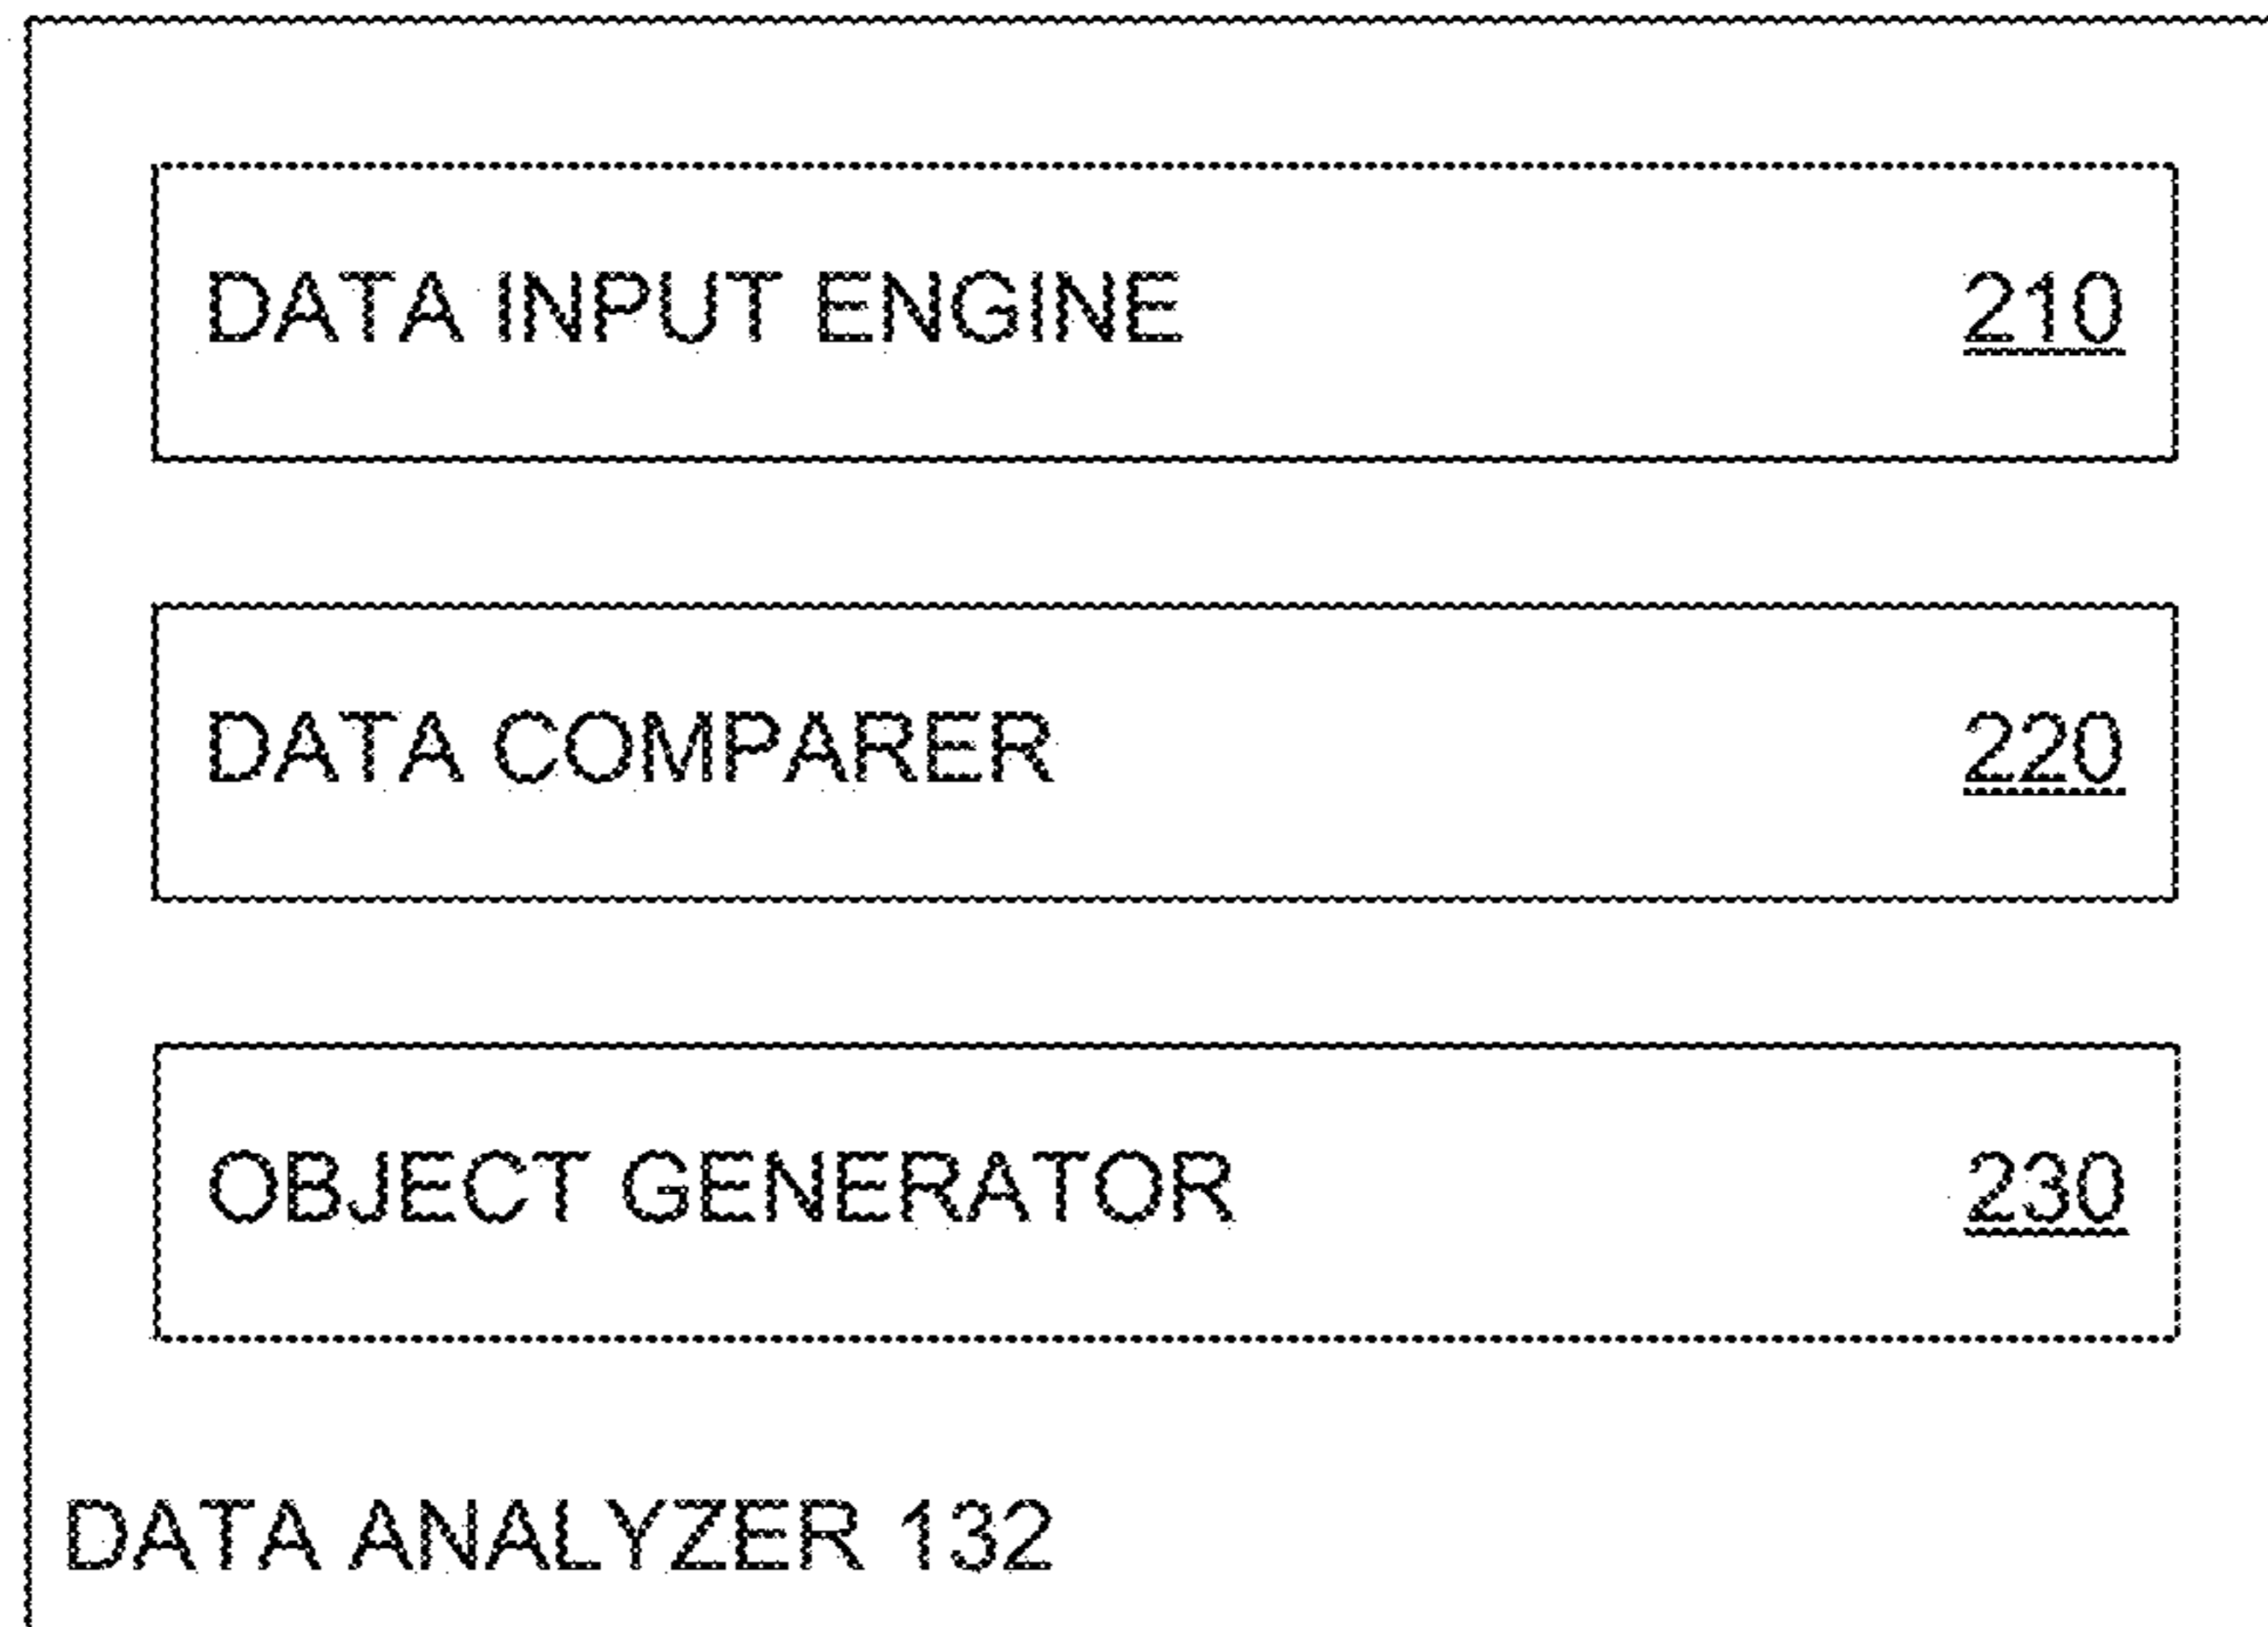 DATA INPUT ENGINE 210
DATA COMPARER 220
OBJECT GENERATOR 230
DATA ANALYZER 132